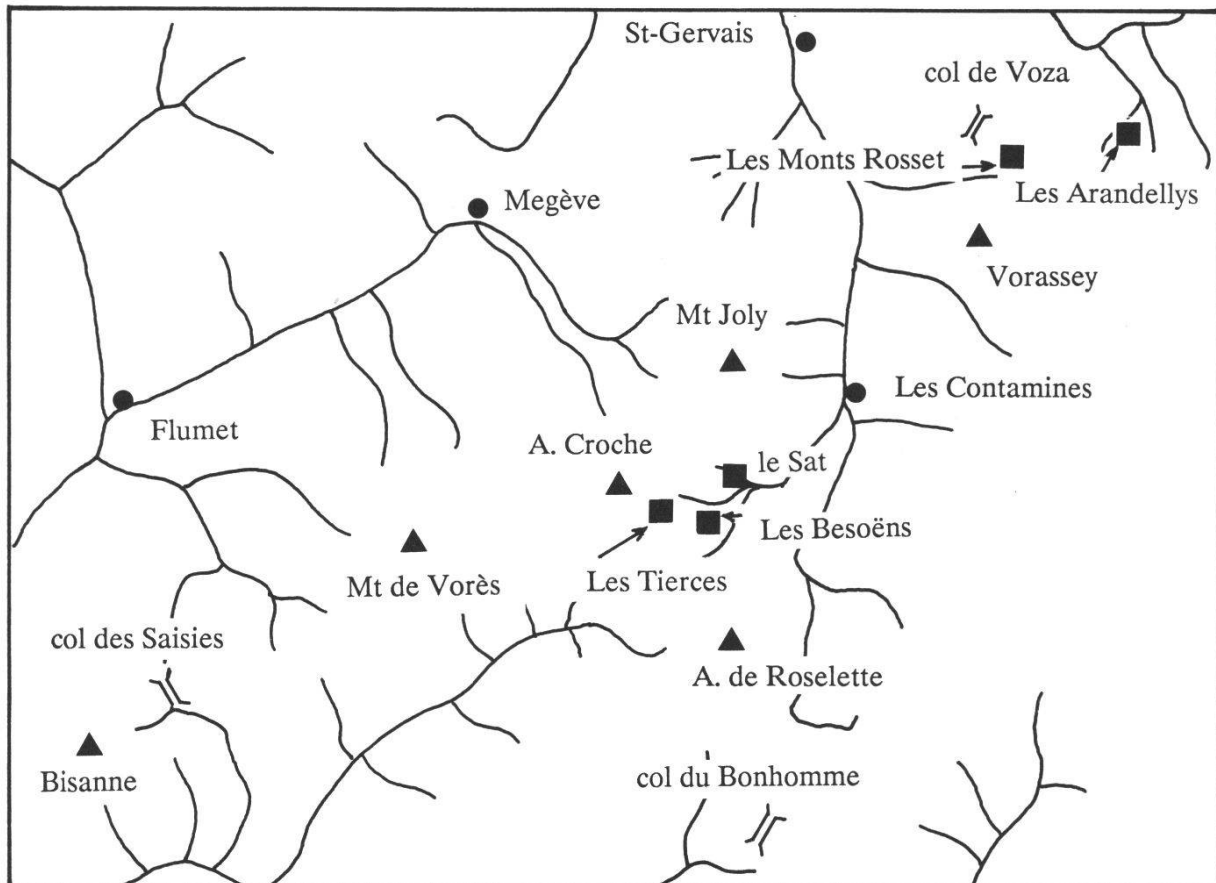 St-Gervais
col de Voza
Les Monts Rosset
Les Arandellys
Megève
Vorassey
Mt Joly
Les Contamines
Flumet
A. Croche
le Sat
Les Besoëns
Les Tierces
Mt de Vorès
col des Saisies
A. de Roselette
Bisanne
col du Bonhomme